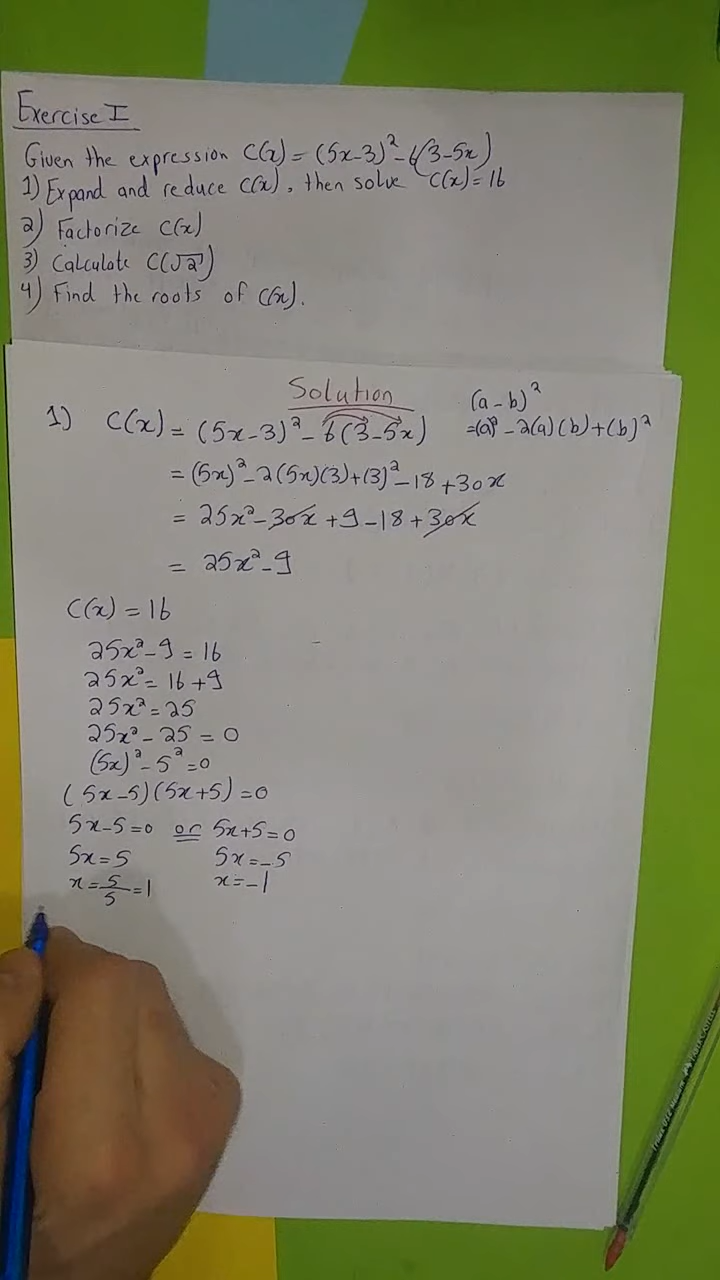 Exercise I
Given the expression C(x) = (5x-3)² - 6(3-5x)
1) Expand and reduce C(x), then solve C(x) = 16
2) Factorize C(x)
3) Calculate C(√2)
4) Find the roots of C(x).
Solution
(a-b)²
= (a)² - 2(a)(b) + (b)²
1) C(x) = (5x-3)² - 6(3-5x)
= (5x)² - 2(5x)(3) + (3)² - 18 + 30x
= 25x² - 30x + 9 - 18 + 30x
= 25x² - 9
C(x) = 16
25x² - 9 = 16
25x² = 16 + 9
25x² = 25
25x² - 25 = 0
(5x)² - 5² = 0
(5x-5)(5x+5) = 0
5x-5=0 or 5x+5=0
5x=5 5x=-5
x=5/5=1 x=-1